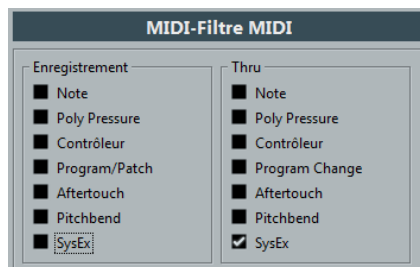 MIDI-Filtre MIDI
Enregistrement
Note
Poly Pressure
Contrôleur
Program/Patch
Aftertouch
Pitchbend
SysEx
Thru
Note
Poly Pressure
Contrôleur
Program Change
Aftertouch
Pitchbend
SysEx